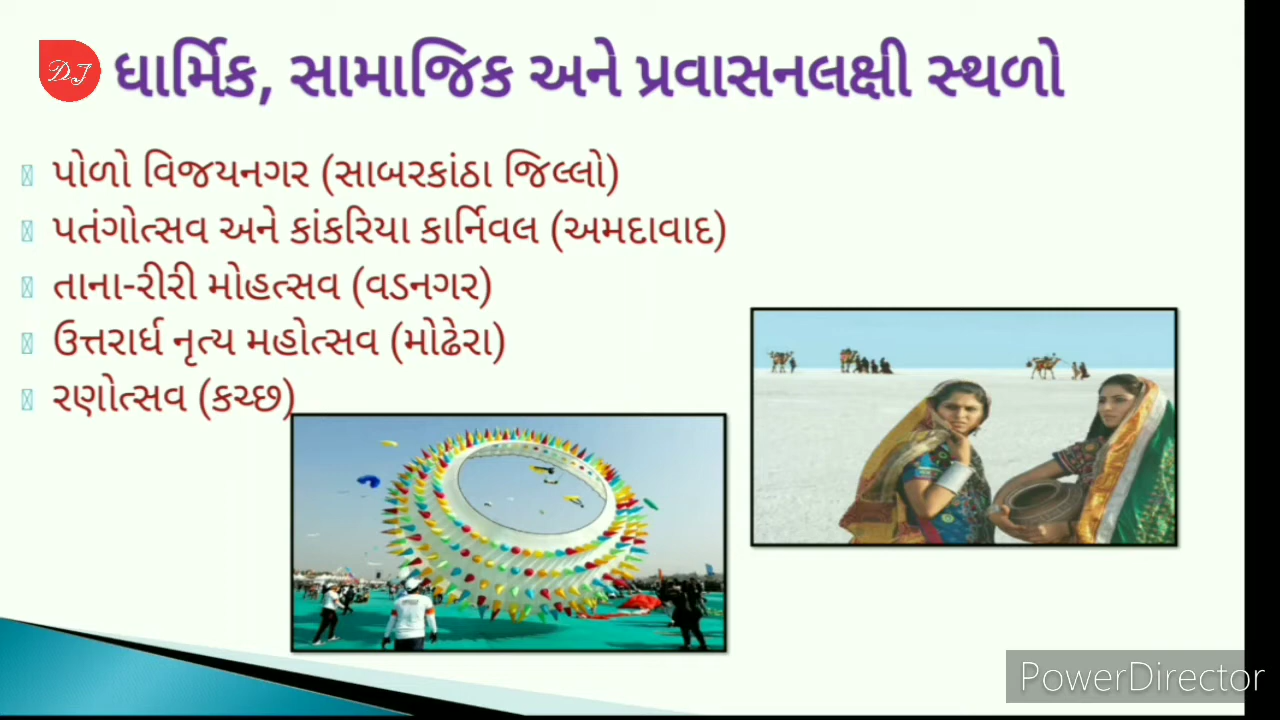 DJ
ધાર્મિક, સામાજિક અને પ્રવાસનલક્ષી સ્થળો
પોળો વિજયનગર (સાબરકાંઠા જિલ્લો)
પતંગોત્સવ અને કાંકરિયા કાર્નિવલ (અમદાવાદ)
તાના-રીરી મોહત્સવ (વડનગર)
ઉત્તરાર્ધ નૃત્ય મહોત્સવ (મોઢેરા)
રણોત્સવ (કચ્છ)
PowerDirector